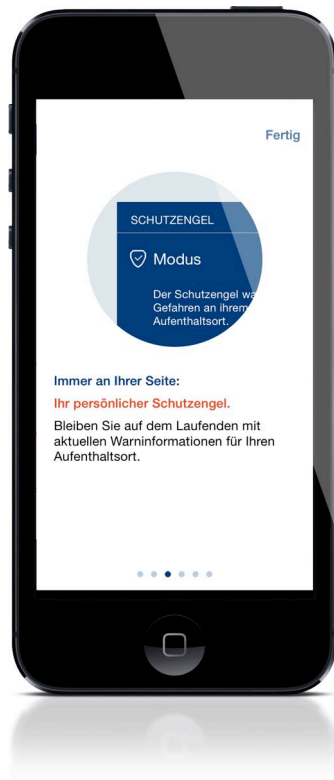 Fertig
SCHUTZENGEL
Modus
Der Schutzengel
Gefahren an ihrem
Aufenthaltsort.
Immer an Ihrer Seite:
Ihr persönlicher Schutzengel.
Bleiben Sie auf dem Laufenden mit
aktuellen Warninformationen für Ihren
Aufenthaltsort.